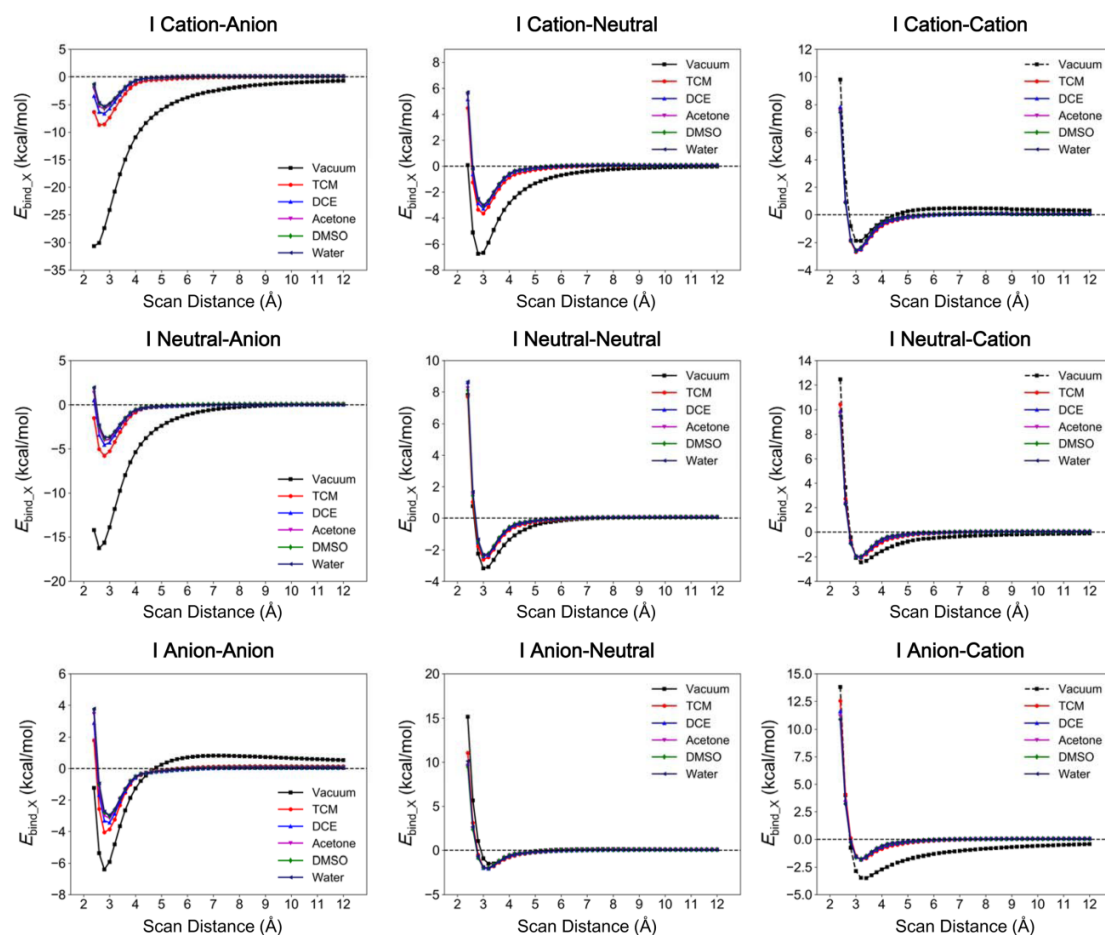 I Cation-Anion
5
0
−5
−10
−15
−20
−25
−30
−35
E bind_X (kcal/mol)
Vacuum
TCM
DCE
Acetone
DMSO
Water
2 3 4 5 6 7 8 9 10 11 12
Scan Distance (Å)
I Cation-Neutral
8
6
4
2
0
−2
−4
−6
−8
E bind_X (kcal/mol)
Vacuum
TCM
DCE
Acetone
DMSO
Water
2 3 4 5 6 7 8 9 10 11 12
Scan Distance (Å)
I Cation-Cation
12
10
8
6
4
2
0
−2
−4
E bind_X (kcal/mol)
Vacuum
TCM
DCE
Acetone
DMSO
Water
2 3 4 5 6 7 8 9 10 11 12
Scan Distance (Å)
I Neutral-Anion
5
0
−5
−10
−15
−20
E bind_X (kcal/mol)
Vacuum
TCM
DCE
Acetone
DMSO
Water
2 3 4 5 6 7 8 9 10 11 12
Scan Distance (Å)
I Neutral-Neutral
10
8
6
4
2
0
−2
−4
E bind_X (kcal/mol)
Vacuum
TCM
DCE
Acetone
DMSO
Water
2 3 4 5 6 7 8 9 10 11 12
Scan Distance (Å)
I Neutral-Cation
14
12
10
8
6
4
2
0
−2
−4
E bind_X (kcal/mol)
Vacuum
TCM
DCE
Acetone
DMSO
Water
2 3 4 5 6 7 8 9 10 11 12
Scan Distance (Å)
I Anion-Anion
6
4
2
0
−2
−4
−6
−8
E bind_X (kcal/mol)
Vacuum
TCM
DCE
Acetone
DMSO
Water
2 3 4 5 6 7 8 9 10 11 12
Scan Distance (Å)
I Anion-Neutral
20
15
10
5
0
−5
E bind_X (kcal/mol)
Vacuum
TCM
DCE
Acetone
DMSO
Water
2 3 4 5 6 7 8 9 10 11 12
Scan Distance (Å)
I Anion-Cation
15.0
12.5
10.0
7.5
5.0
2.5
0.0
−2.5
−5.0
E bind_X (kcal/mol)
Vacuum
TCM
DCE
Acetone
DMSO
Water
2 3 4 5 6 7 8 9 10 11 12
Scan Distance (Å)